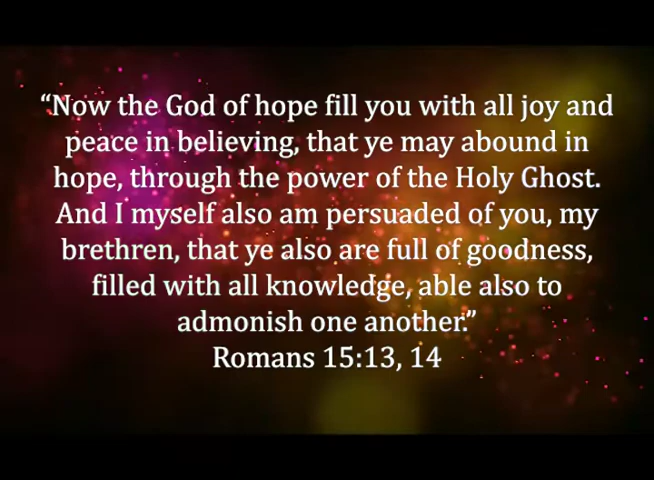 “Now the God of hope fill you with all joy and
peace in believing, that ye may abound in
hope, through the power of the Holy Ghost.
And I myself also am persuaded of you, my
brethren, that ye also are full of goodness,
filled with all knowledge, able also to
admonish one another.”
Romans 15:13, 14